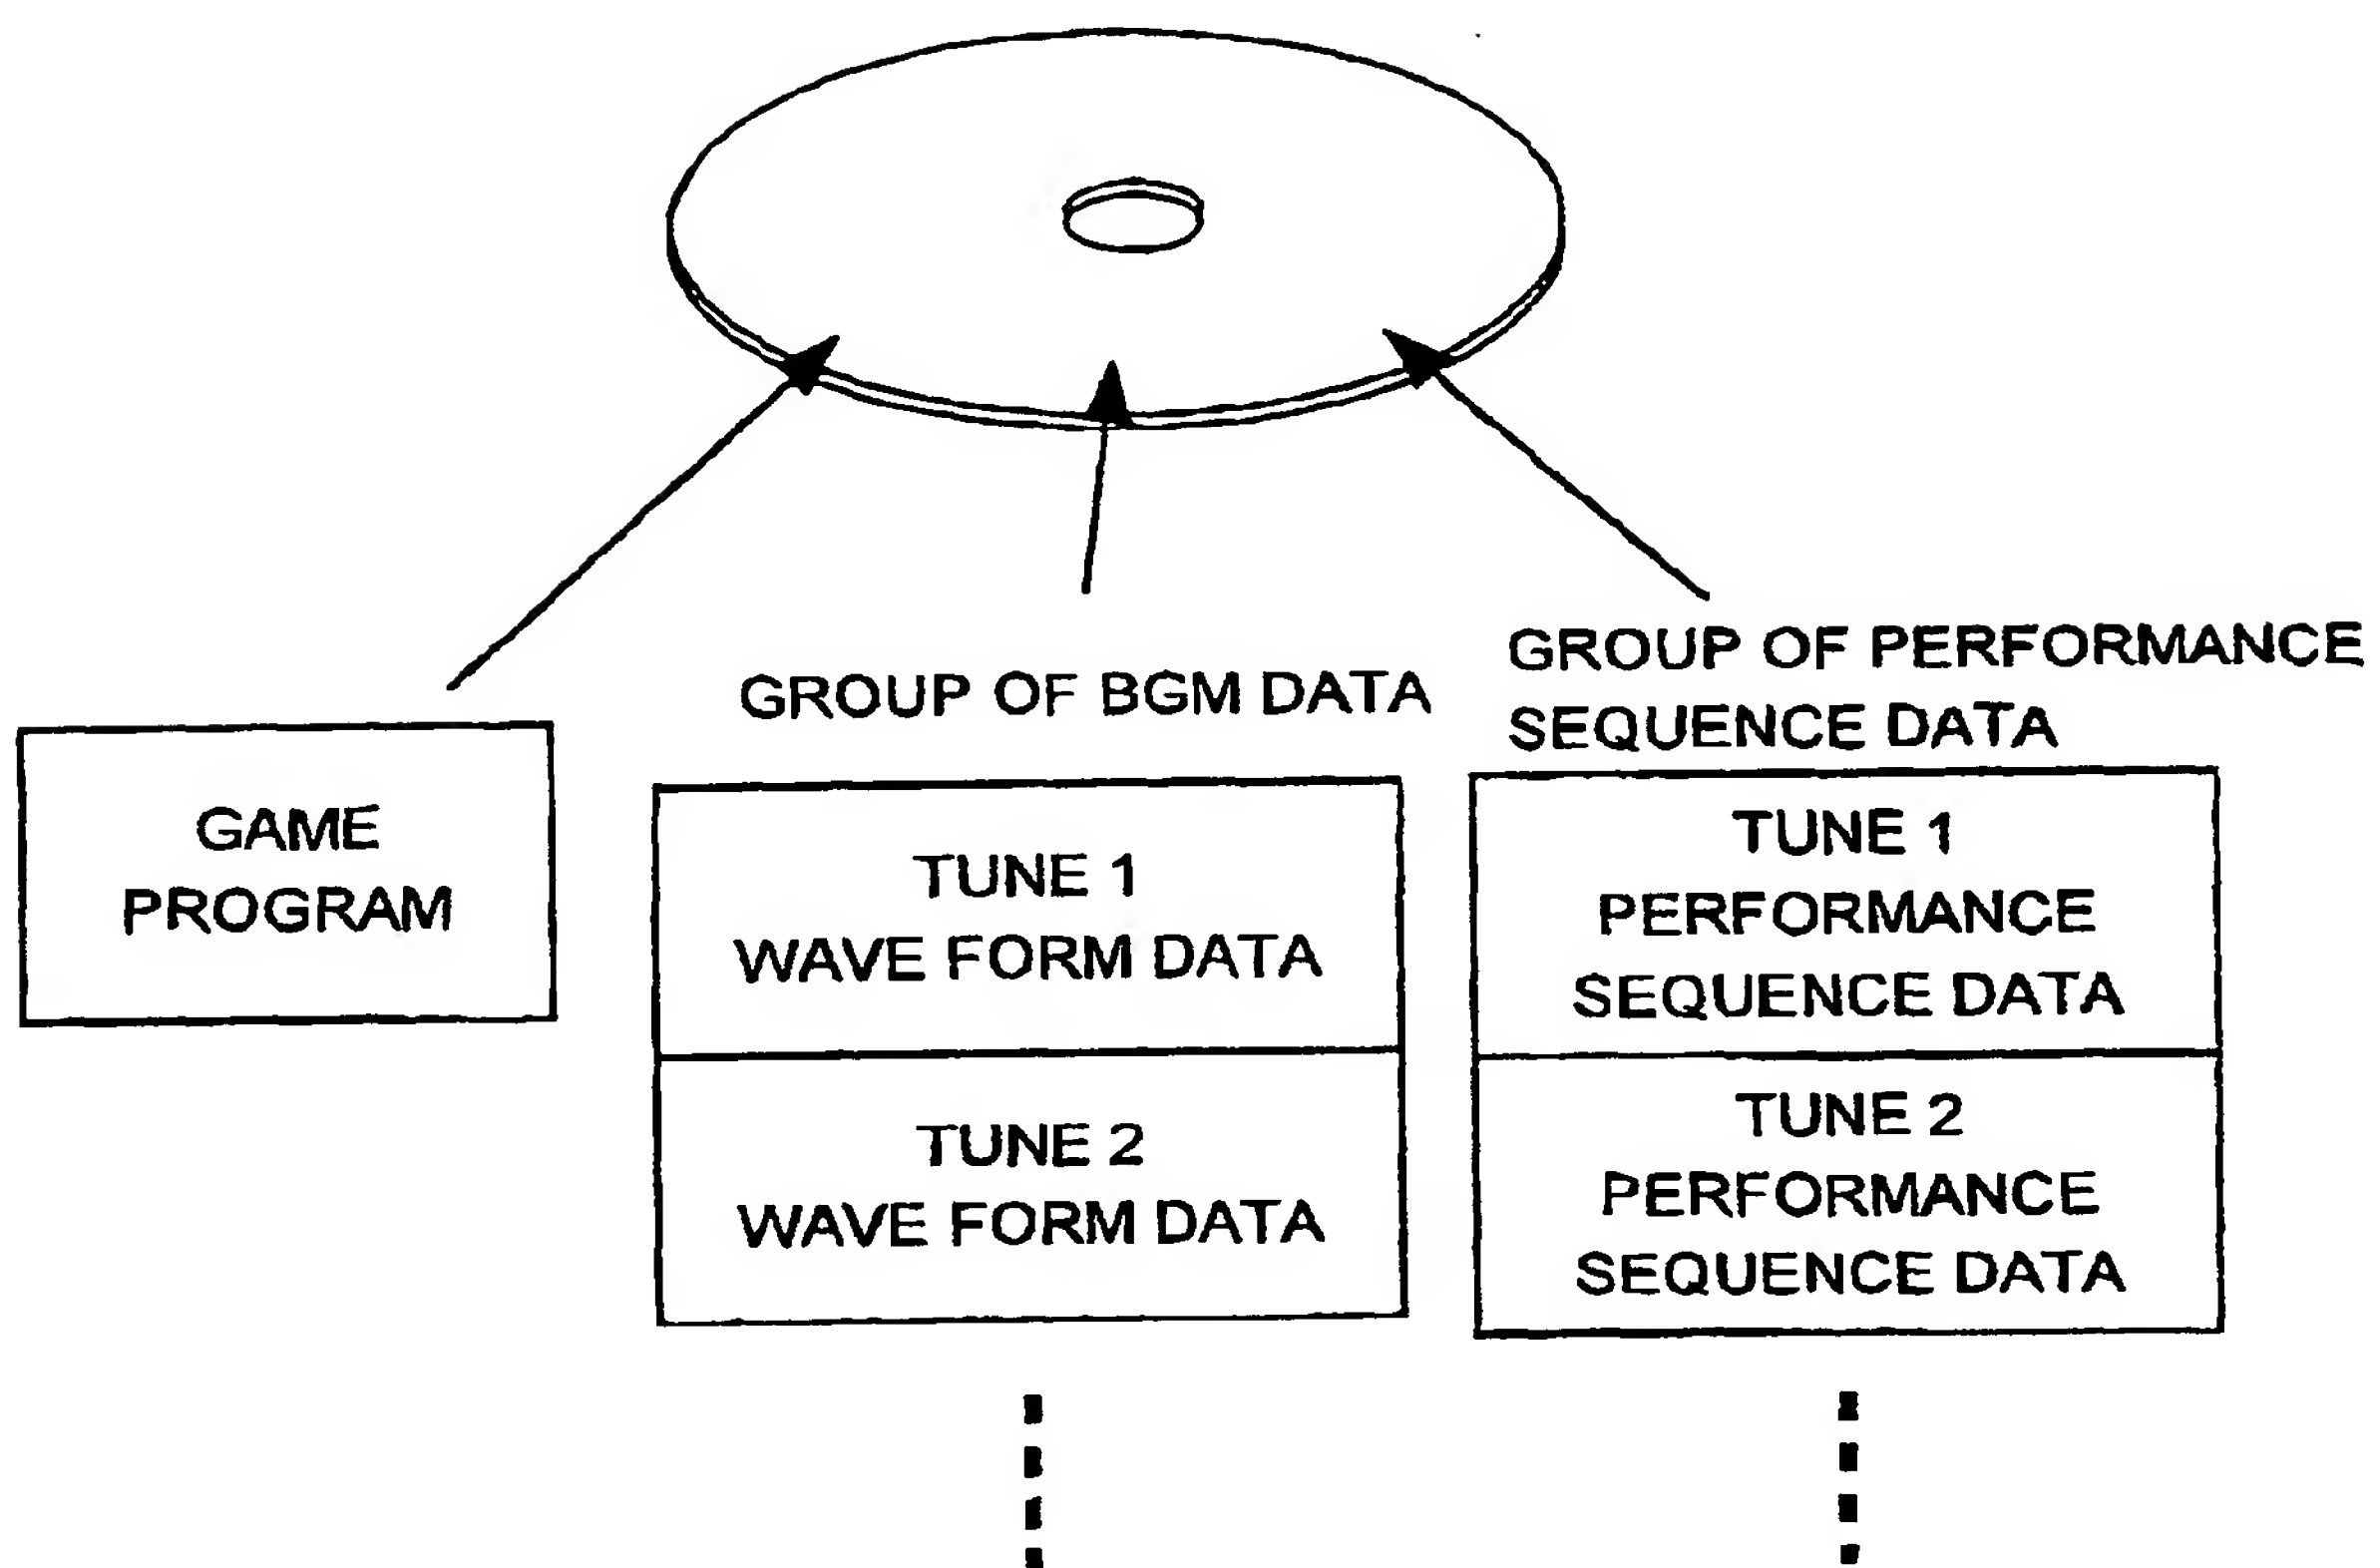 GAME
PROGRAM
GROUP OF BGM DATA
TUNE 1
WAVE FORM DATA
TUNE 2
WAVE FORM DATA
GROUP OF PERFORMANCE
SEQUENCE DATA
TUNE 1
PERFORMANCE
SEQUENCE DATA
TUNE 2
PERFORMANCE
SEQUENCE DATA